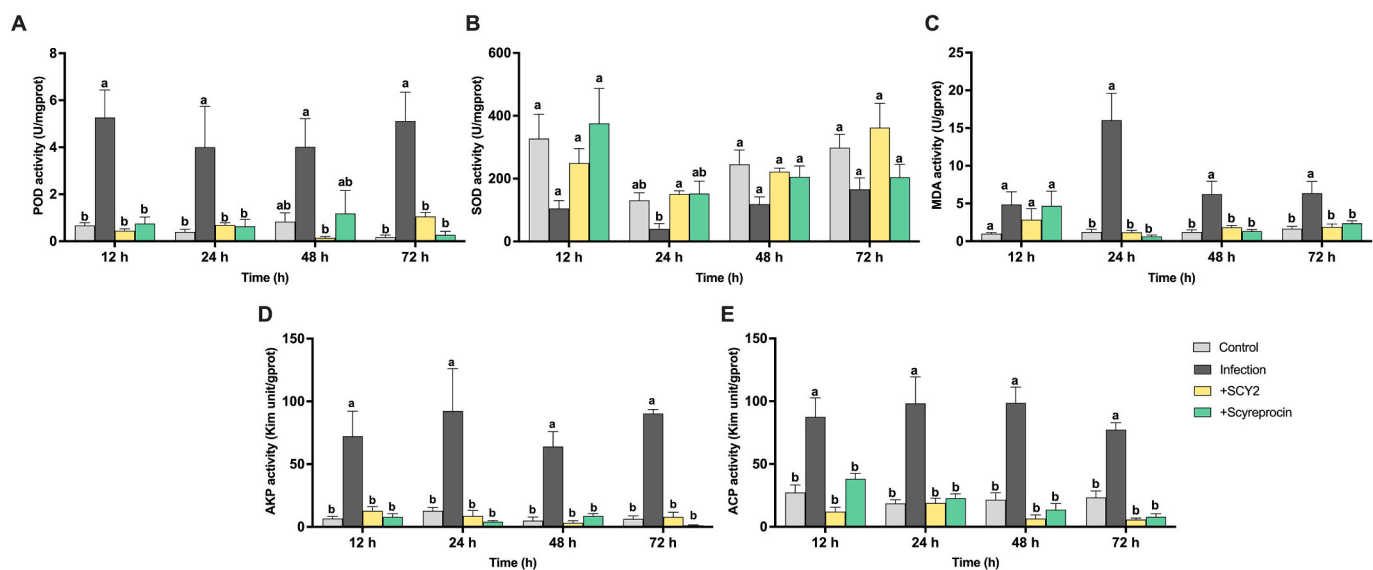 A
POD activity (U/mgprot)
8
6
4
2
0
b a b b
b a b b
ab a b ab
b a b b
12 h 24 h 48 h 72 h
Time (h)
B
SOD activity (U/mgprot)
600
400
200
0
a a a a
ab b a ab
a a a a
a a a a
12 h 24 h 48 h 72 h
Time (h)
C
MDA activity (U/gprot)
25
20
15
10
5
0
a a a a
b a b b
b a b b
b a b b
12 h 24 h 48 h 72 h
Time (h)
D
AKP activity (Kim unit/gprot)
150
100
50
0
b a b b
b a b b
b a b b
b a b b
12 h 24 h 48 h 72 h
Time (h)
E
ACP activity (Kim unit/gprot)
150
100
50
0
b a b b
b a b b
b a b b
b a b b
12 h 24 h 48 h 72 h
Time (h)
Control
Infection
+SCY2
+Scyreprocin